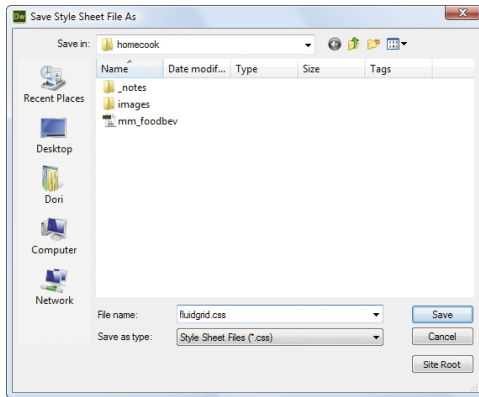 Dw Save Style Sheet File As
Save in: homecook
Name Date modif... Type Size Tags
_notes
images
mm_foodbev
Recent Places
Desktop
Dori
Computer
Network
File name: fluidgrid.css Save
Save as type: Style Sheet Files (*.css) Cancel
Site Root